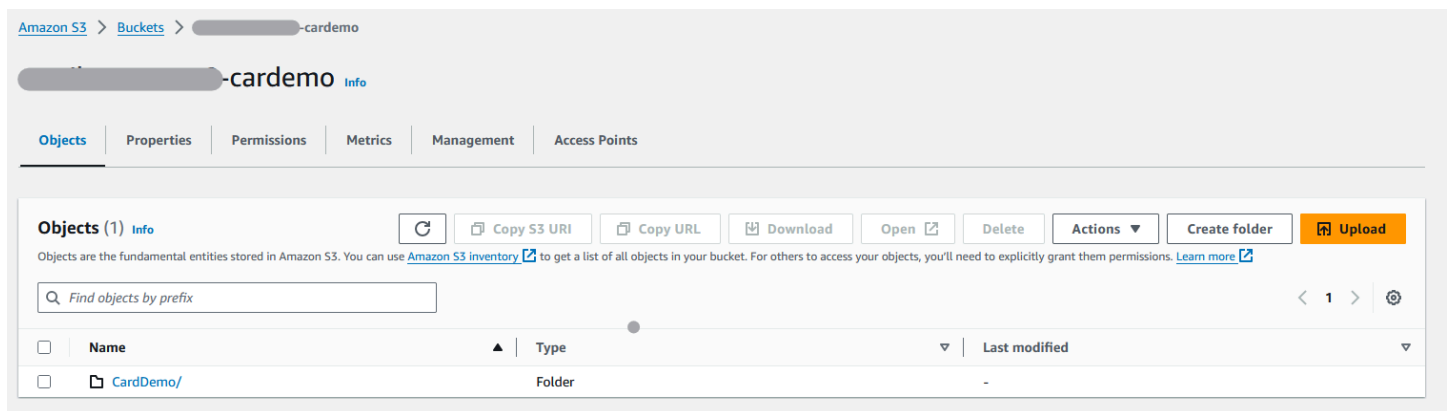 Amazon S3 > Buckets > -cardemo
-cardemo Info
Objects Properties Permissions Metrics Management Access Points
Objects (1) Info Copy S3 URI Copy URL Download Open Delete Actions Create folder Upload
Objects are the fundamental entities stored in Amazon S3. You can use Amazon S3 inventory to get a list of all objects in your bucket. For others to access your objects, you'll need to explicitly grant them permissions. Learn more
Find objects by prefix 1
Name Type Last modified
CardDemo/ Folder -